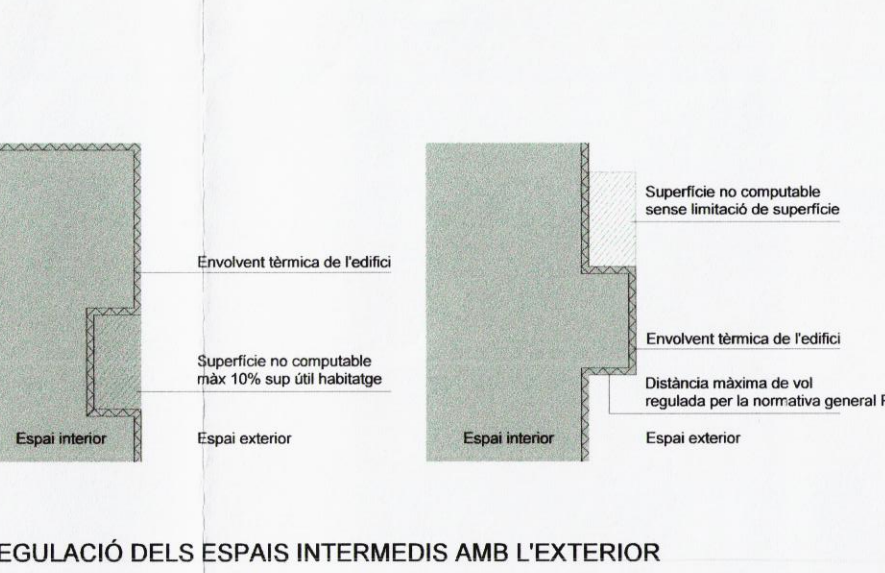 Superfície no computable
sense limitació de superfície
Envolvent tèrmica de l'edifici
Envolvent tèrmica de l'edifici
Superfície no computable
màx 10% sup útil habitatge
Distància màxima de vol
regulada per la normativa general
Espai interior
Espai exterior
Espai interior
Espai exterior
EGULACIÓ DELS ESPAIS INTERMEDIS AMB L'EXTERIOR